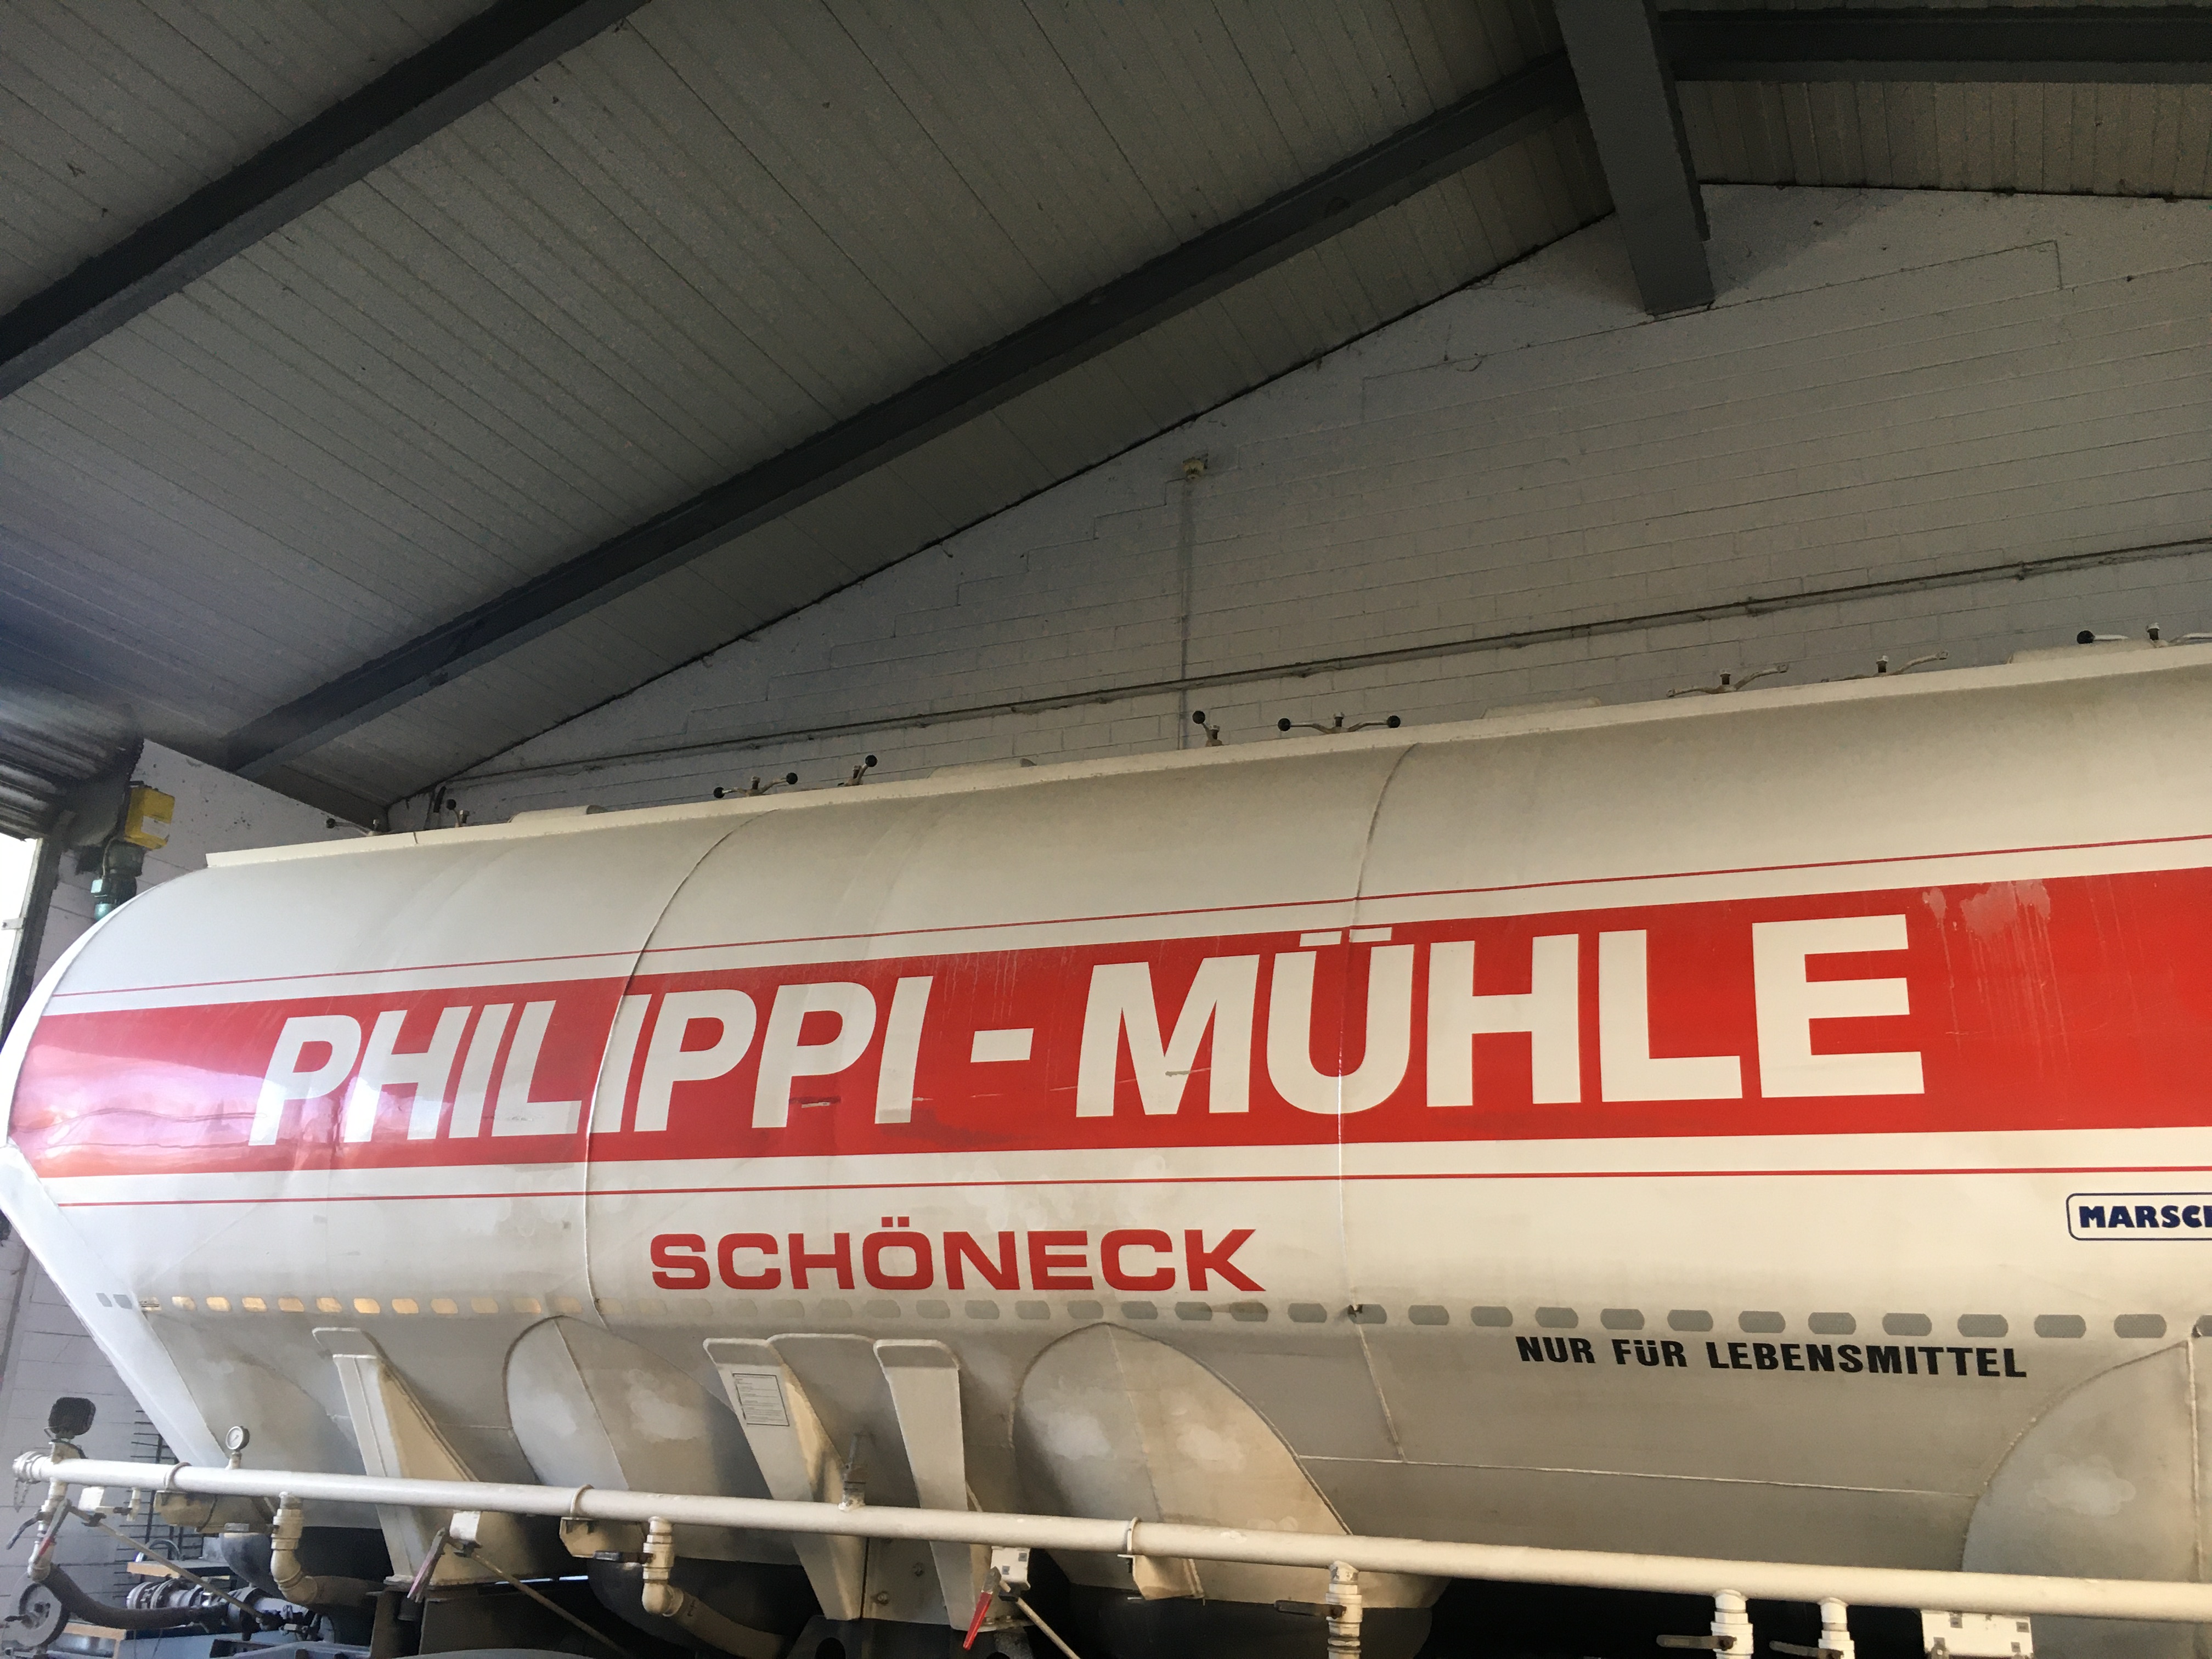 PHILIPPI - MÜHLE
SCHÖNECK
NUR FÜR LEBENSMITTEL